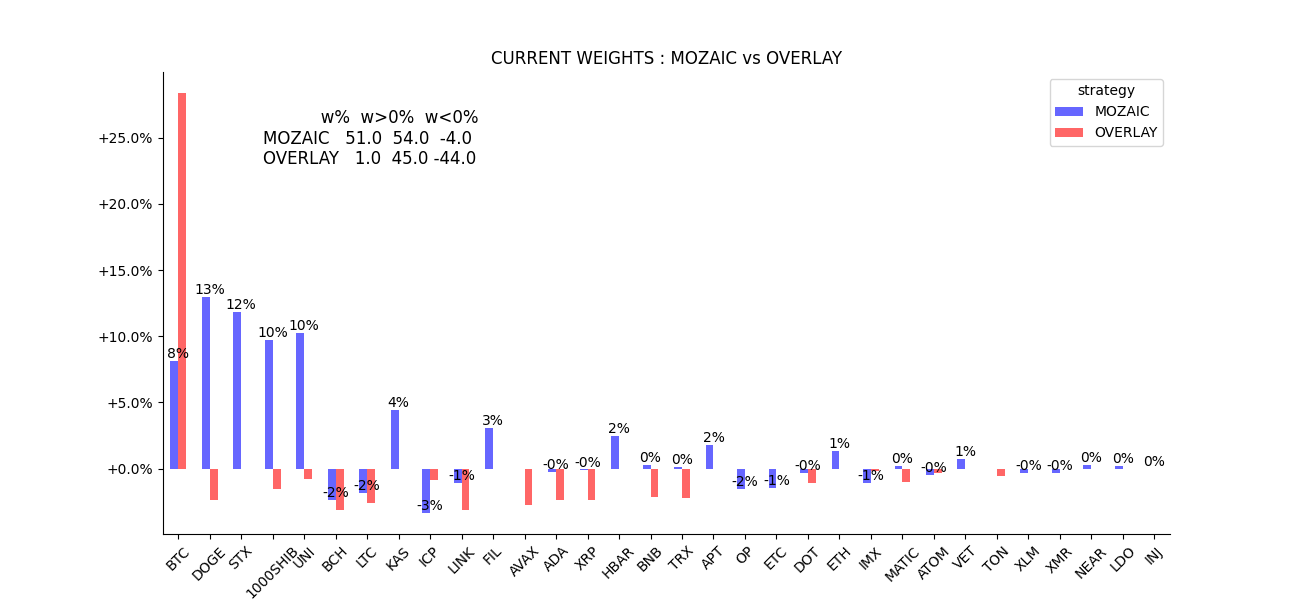 CURRENT WEIGHTS : MOZAIC vs OVERLAY
strategy
MOZAIC
OVERLAY
w% w>0% w<0%
MOZAIC 51.0 54.0 -4.0
OVERLAY 1.0 45.0 -44.0
+25.0%
+20.0%
+15.0%
+10.0%
+5.0%
+0.0%
8%
13%
12%
10%
10%
-2%
-2%
4%
-3%
-1%
3%
-0%
-0%
2%
0%
0%
2%
-2%
-1%
-0%
1%
-1%
0%
-0%
1%
-0%
-0%
0%
0%
0%
BTC
DOGE
STX
1000SHIB
UNI
BCH
LTC
KAS
ICP
LINK
FIL
AVAX
ADA
XRP
HBAR
BNB
TRX
APT
OP
ETC
DOT
ETH
IMX
MATIC
ATOM
VET
TON
XLM
XMR
NEAR
LDO
INJ